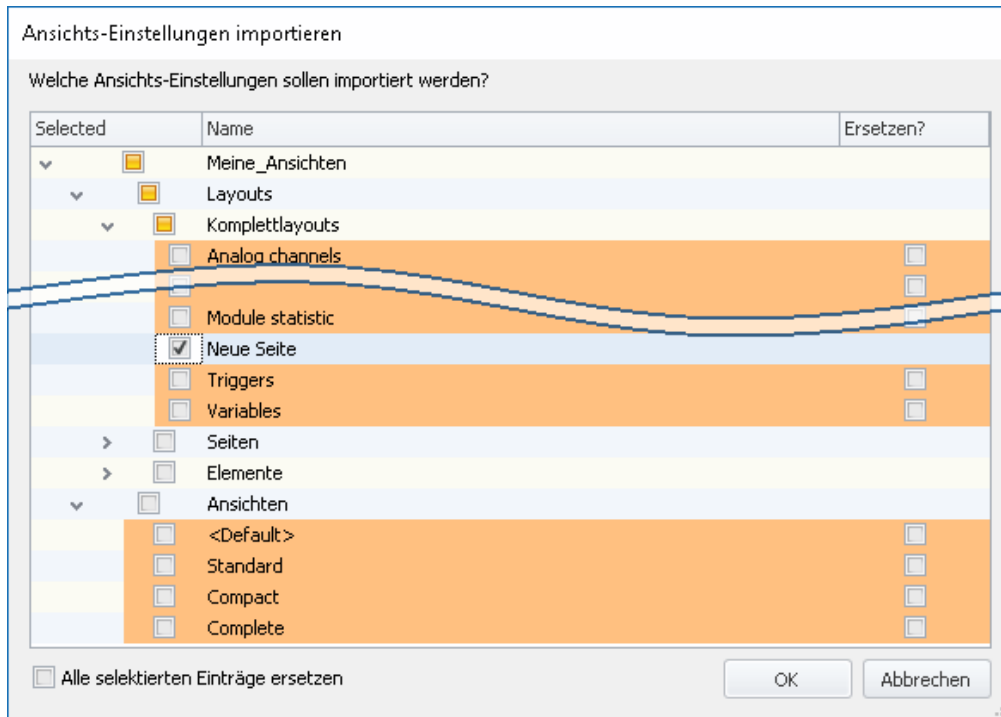 Ansichts-Einstellungen importieren
Welche Ansichts-Einstellungen sollen importiert werden?
Selected Name Ersetzen?
Meine_Ansichten
Layouts
Komplettlayouts
Analog channels
Module statistic
Neue Seite
Triggers
Variables
Seiten
Elemente
Ansichten
<Default>
Standard
Compact
Complete
Alle selektierten Einträge ersetzen OK Abbrechen